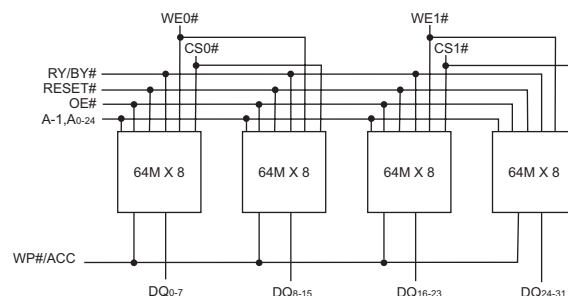 WE0# WE1#
CS0# CS1#
RY/BY#
RESET#
OE#
A-1,A0-24
64M X 8 64M X 8 64M X 8 64M X 8
WP#/ACC
DQ0-7 DQ8-15 DQ16-23 DQ24-31